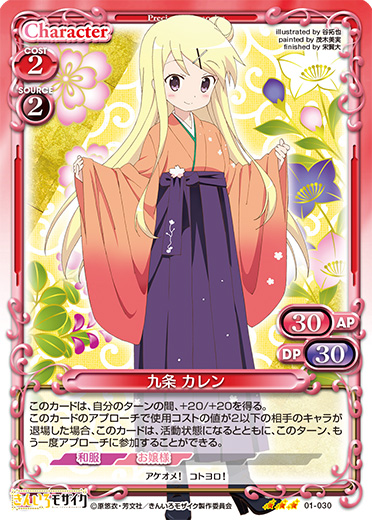 Precious
Character
illustrated by 谷拓也
painted by 茂木美実
finished by 宋賢大
COST
2
SOURCE
2
30 AP
DP 30
九条 カレン
このカードは、自分のターンの間、+20/+20を得る。
このカードのアプローチで使用コストの値が2以下の相手のキャラが
退場した場合、このカードは、活動状態になるとともに、このターン、も
う一度アプローチに参加することができる。
和服 お嬢様
アケオメ! コトヨロ!
きんいろモザイク
©原悠衣・芳文社/きんいろモザイク製作委員会
01-030